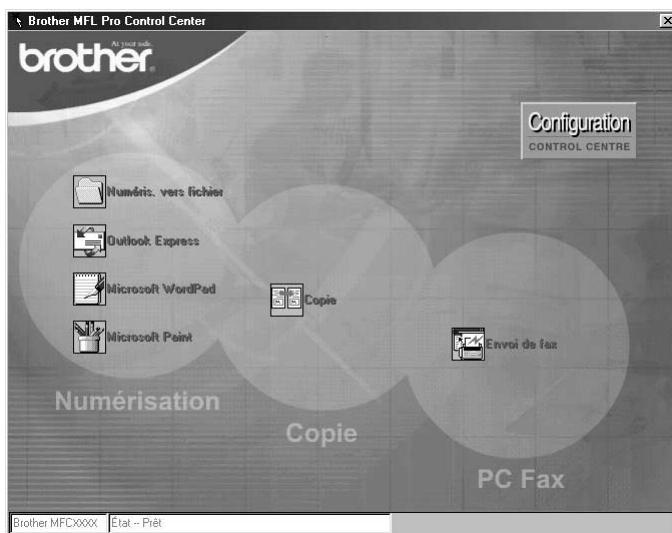 Brother MFL Pro Control Center
At your side.
brother
Configuration
CONTROL CENTRE
Numéris. vers fichier
Outlook Express
Microsoft WordPad
Microsoft Paint
Numérisation
Copie
Copie
Envoi de fax
PC Fax
Brother MFCXXXX
État -- Prêt